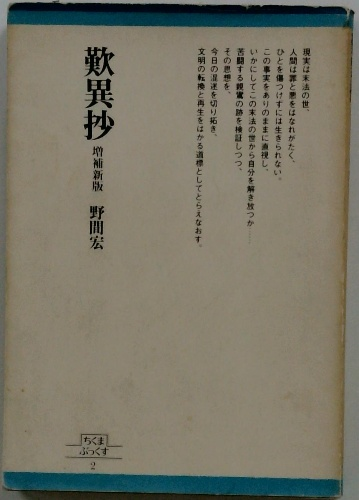 現実は末法の世、
人間は罪と悪をはなれがたく、
ひとを傷つけずには生きられない。
この事実をありのままに直視し、
いかにしてこの末法の世から自分を解き放つか……
苦闘する親鸞の跡を検証しつつ、
その思想を、
今日の混迷を切り拓き、
文明の転換と再生をはかる道標としてとらえなおす。
歎異抄
増補新版
野間宏
ちくま
ぶっくす
2